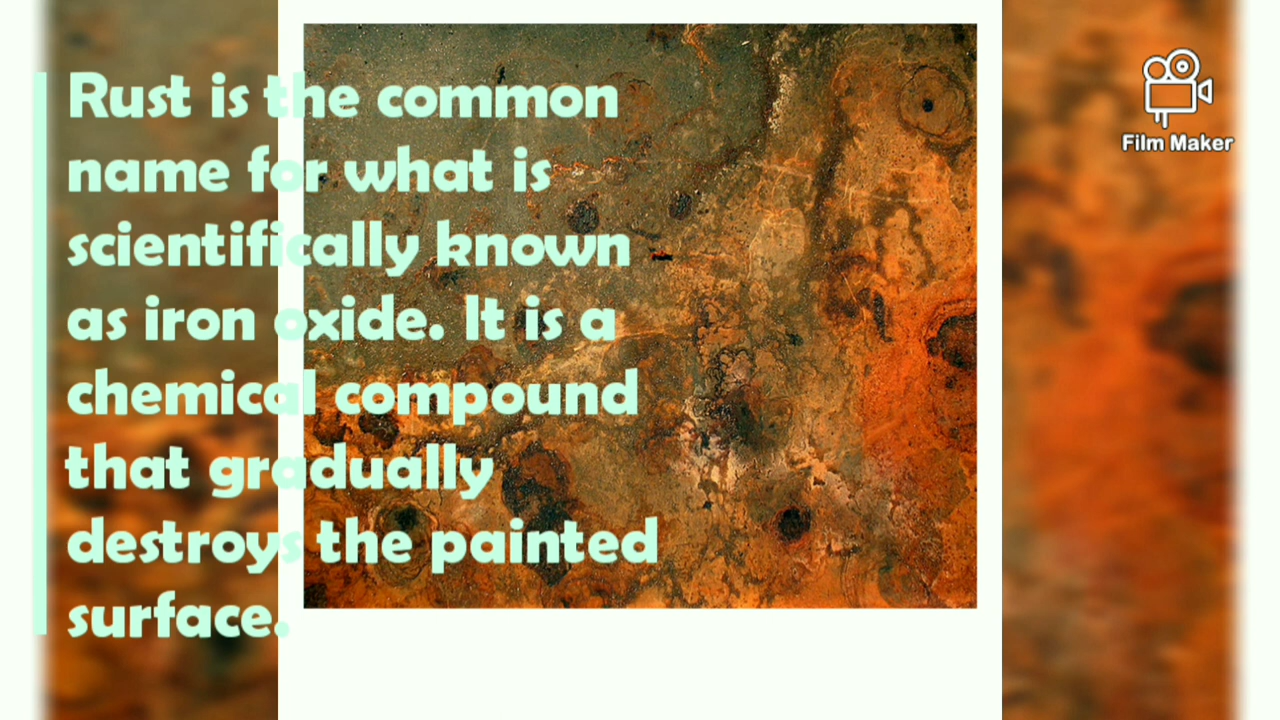 Rust is the common
name for what is
scientifically known
as iron oxide. It is a
chemical compound
that gradually
destroys the painted
surface.
Film Maker